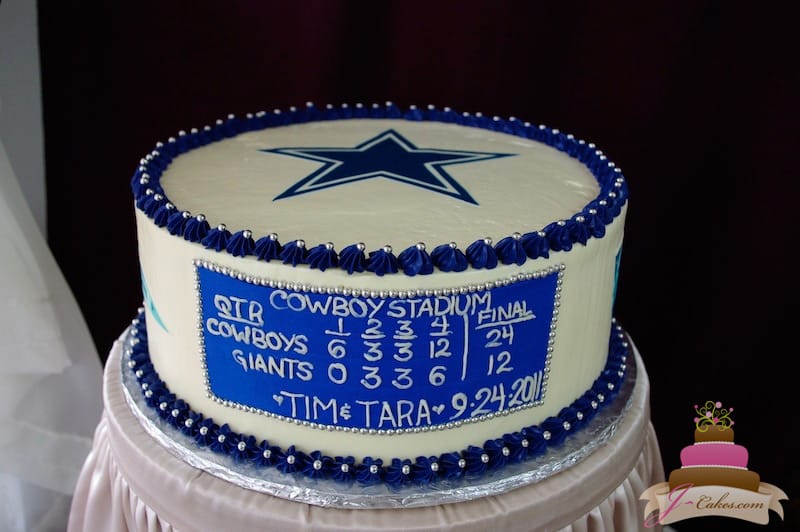 COWBOY STADIUM
QTR 1 2 3 4 FINAL
COWBOYS 6 3 3 12 24
GIANTS 0 3 3 6 12
TIM & TARA 9·24·2011
J-Cakes.com